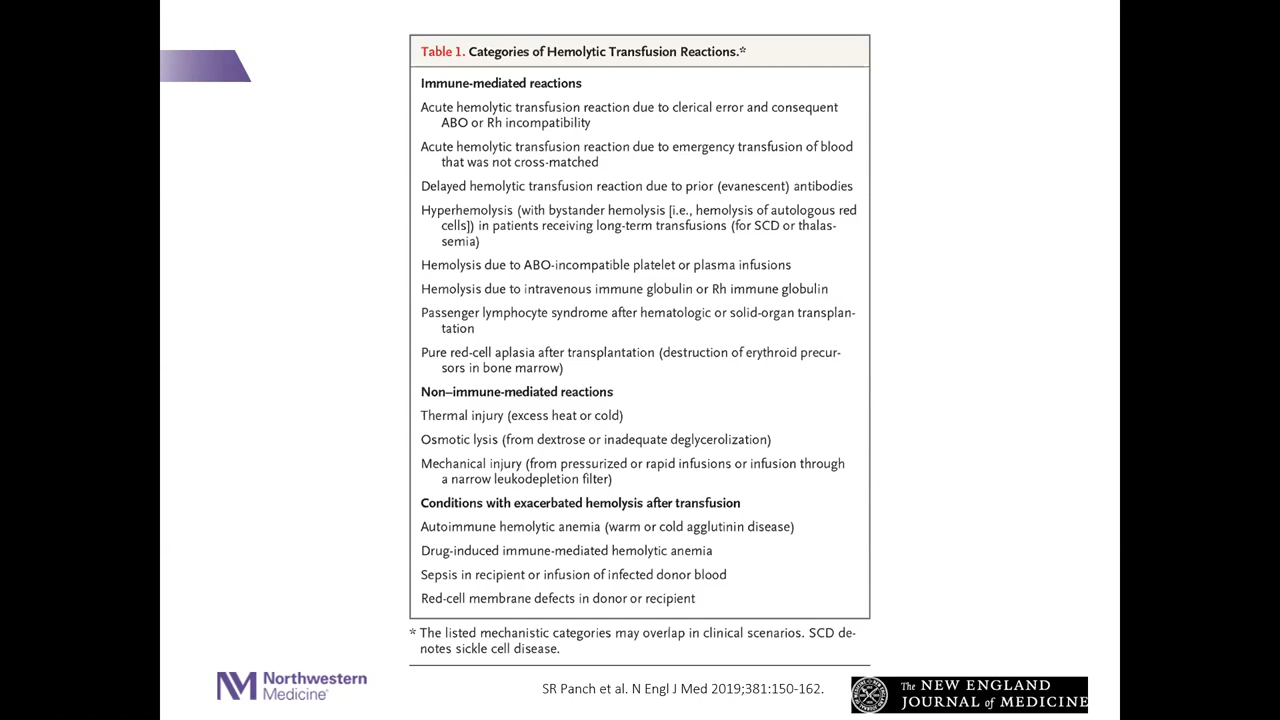 Table 1. Categories of Hemolytic Transfusion Reactions.*
Immune-mediated reactions
Acute hemolytic transfusion reaction due to clerical error and consequent
ABO or Rh incompatibility
Acute hemolytic transfusion reaction due to emergency transfusion of blood
that was not cross-matched
Delayed hemolytic transfusion reaction due to prior (evanescent) antibodies
Hyperhemolysis (with bystander hemolysis [i.e., hemolysis of autologous red
cells]) in patients receiving long-term transfusions (for SCD or thalas-
semia)
Hemolysis due to ABO-incompatible platelet or plasma infusions
Hemolysis due to intravenous immune globulin or Rh immune globulin
Passenger lymphocyte syndrome after hematologic or solid-organ transplan-
tation
Pure red-cell aplasia after transplantation (destruction of erythroid precur-
sors in bone marrow)
Non–immune-mediated reactions
Thermal injury (excess heat or cold)
Osmotic lysis (from dextrose or inadequate deglycerolization)
Mechanical injury (from pressurized or rapid infusions or infusion through
a narrow leukodepletion filter)
Conditions with exacerbated hemolysis after transfusion
Autoimmune hemolytic anemia (warm or cold agglutinin disease)
Drug-induced immune-mediated hemolytic anemia
Sepsis in recipient or infusion of infected donor blood
Red-cell membrane defects in donor or recipient
* The listed mechanistic categories may overlap in clinical scenarios. SCD de-
notes sickle cell disease.
NM Northwestern
Medicine®
SR Panch et al. N Engl J Med 2019;381:150-162.
The NEW ENGLAND
JOURNAL of MEDICINE